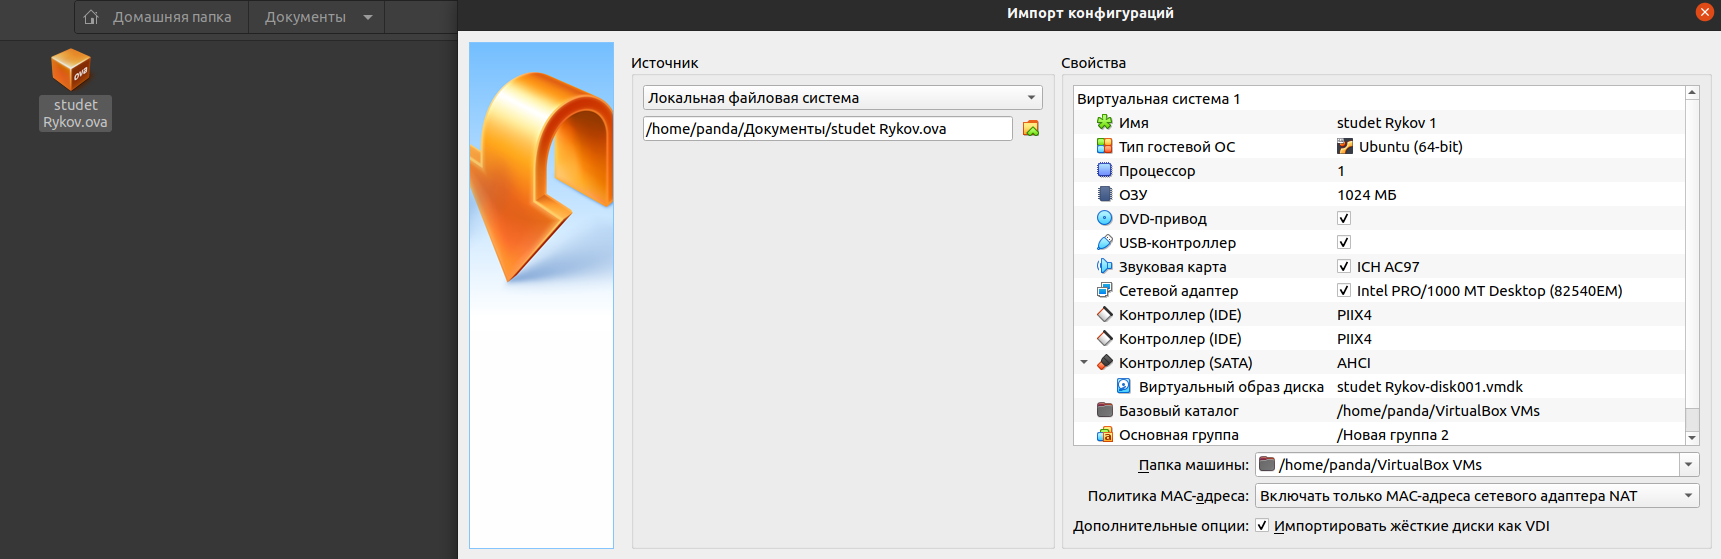 Домашняя папка
Документы
studet
Rykov.ova
Импорт конфигураций
Источник
Локальная файловая система
/home/panda/Документы/studet Rykov.ova
Свойства
Виртуальная система 1
Имя studet Rykov 1
Тип гостевой ОС Ubuntu (64-bit)
Процессор 1
ОЗУ 1024 МБ
DVD-привод
USB-контроллер
Звуковая карта ICH AC97
Сетевой адаптер Intel PRO/1000 MT Desktop (82540EM)
Контроллер (IDE) PIIX4
Контроллер (IDE) PIIX4
Контроллер (SATA) AHCI
Виртуальный образ диска studet Rykov-disk001.vmdk
Базовый каталог /home/panda/VirtualBox VMs
Основная группа /Новая группа 2
Папка машины: /home/panda/VirtualBox VMs
Политика MAC-адреса: Включать только MAC-адреса сетевого адаптера NAT
Дополнительные опции: Импортировать жёсткие диски как VDI